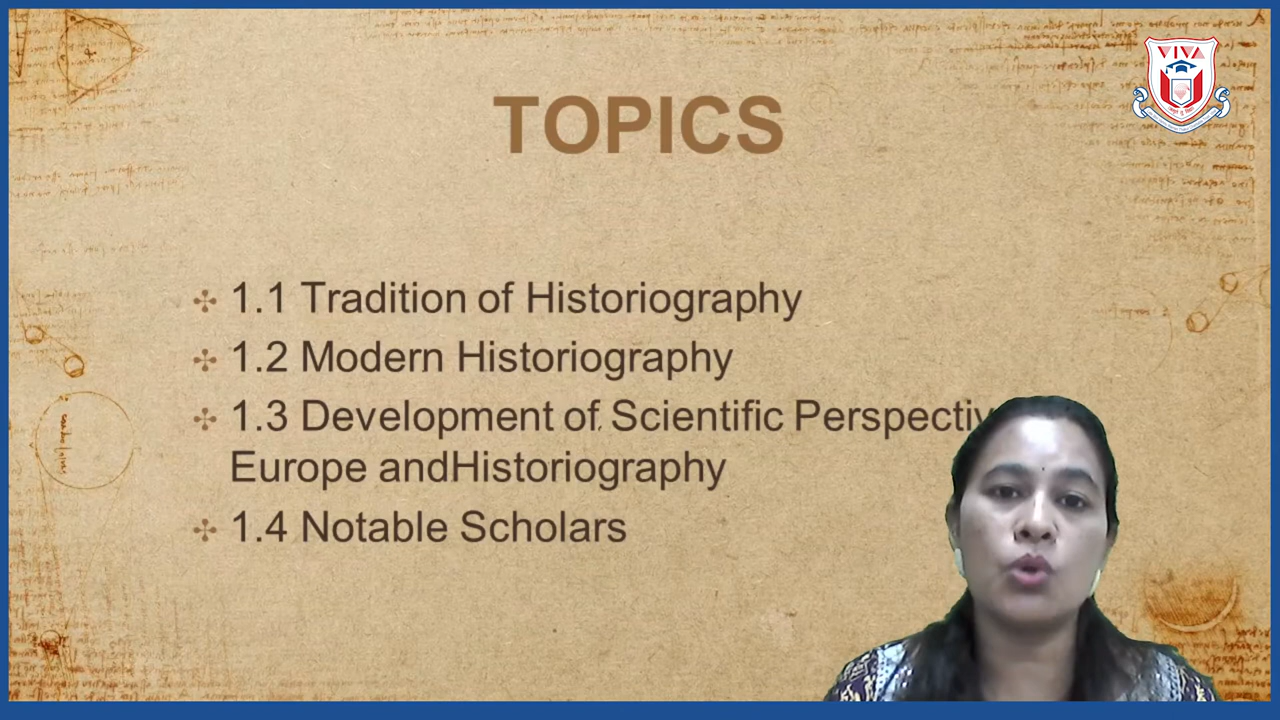 VIVA
TOPICS
1.1 Tradition of Historiography
1.2 Modern Historiography
1.3 Development of Scientific
Europe andHistoriography
1.4 Notable Scholars